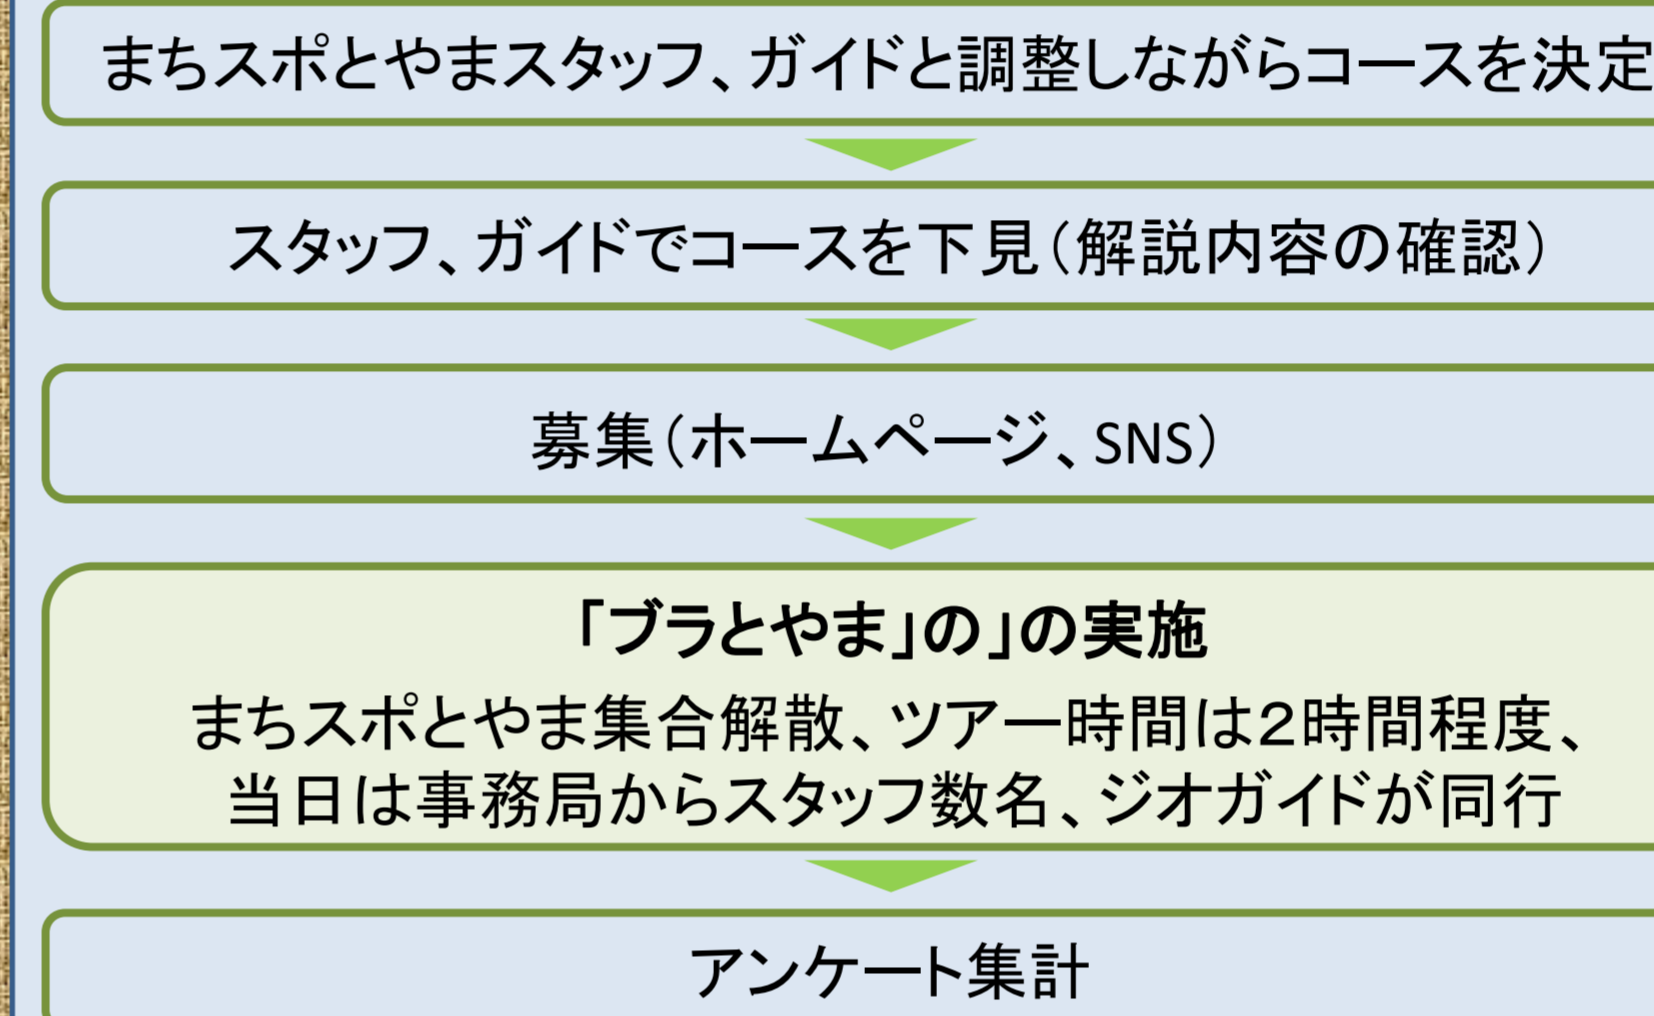 まちスポとやまスタッフ、ガイドと調整しながらコースを決定
スタッフ、ガイドでコースを下見（解説内容の確認）
募集（ホームページ、SNS）
「ブラとやま」の」の実施
まちスポとやま集合解散、ツアー時間は２時間程度、
当日は事務局からスタッフ数名、ジオガイドが同行
アンケート集計